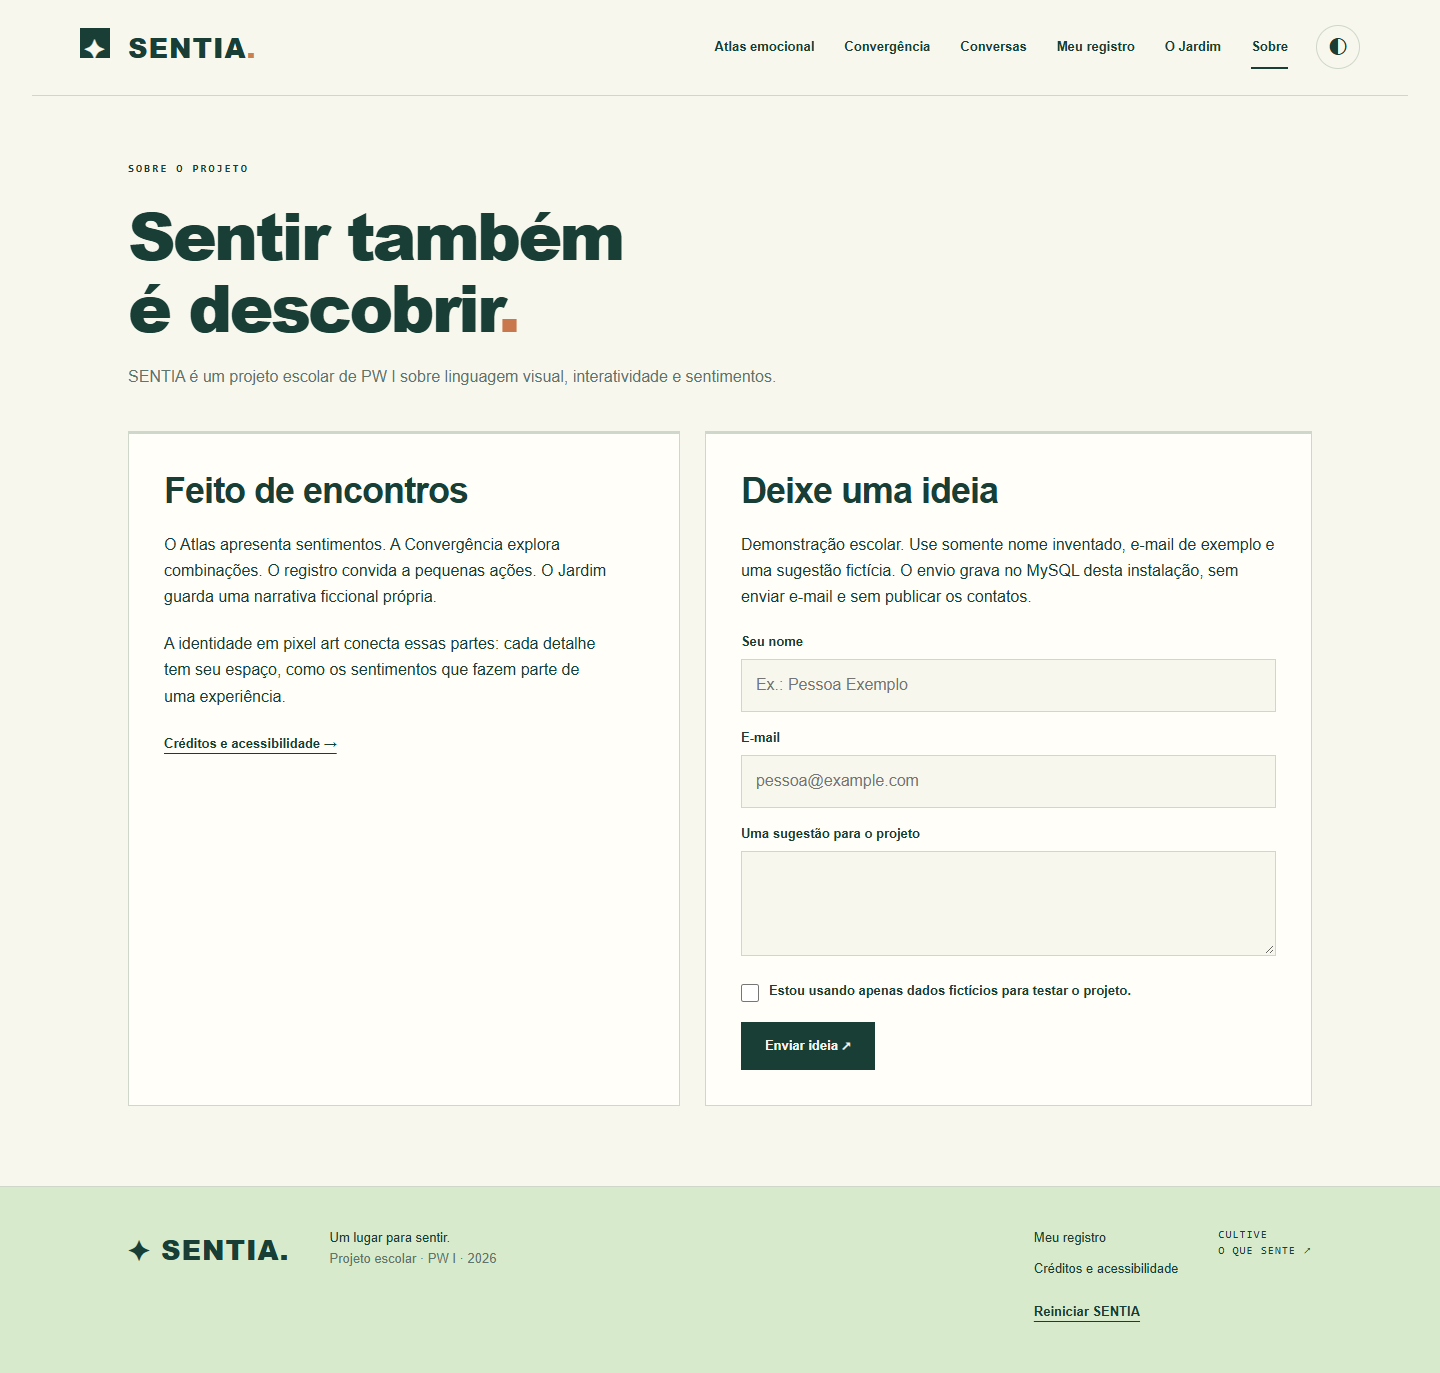 SENTIA.
Atlas emocional
Convergência
Conversas
Meu registro
O Jardim
Sobre
SOBRE O PROJETO
Sentir também
é descobrir.
SENTIA é um projeto escolar de PW I sobre linguagem visual, interatividade e sentimentos.
Feito de encontros
O Atlas apresenta sentimentos. A Convergência explora
combinações. O registro convida a pequenas ações. O Jardim
guarda uma narrativa ficcional própria.
A identidade em pixel art conecta essas partes: cada detalhe
tem seu espaço, como os sentimentos que fazem parte de
uma experiência.
Créditos e acessibilidade →
Deixe uma ideia
Demonstração escolar. Use somente nome inventado, e-mail de exemplo e
uma sugestão fictícia. O envio grava no MySQL desta instalação, sem
enviar e-mail e sem publicar os contatos.
Seu nome
Ex.: Pessoa Exemplo
E-mail
pessoa@example.com
Uma sugestão para o projeto
Estou usando apenas dados fictícios para testar o projeto.
Enviar ideia ↗
✦ SENTIA.
Um lugar para sentir.
Projeto escolar · PW I · 2026
Meu registro
Créditos e acessibilidade
Reiniciar SENTIA
CULTIVE
O QUE SENTE ↗